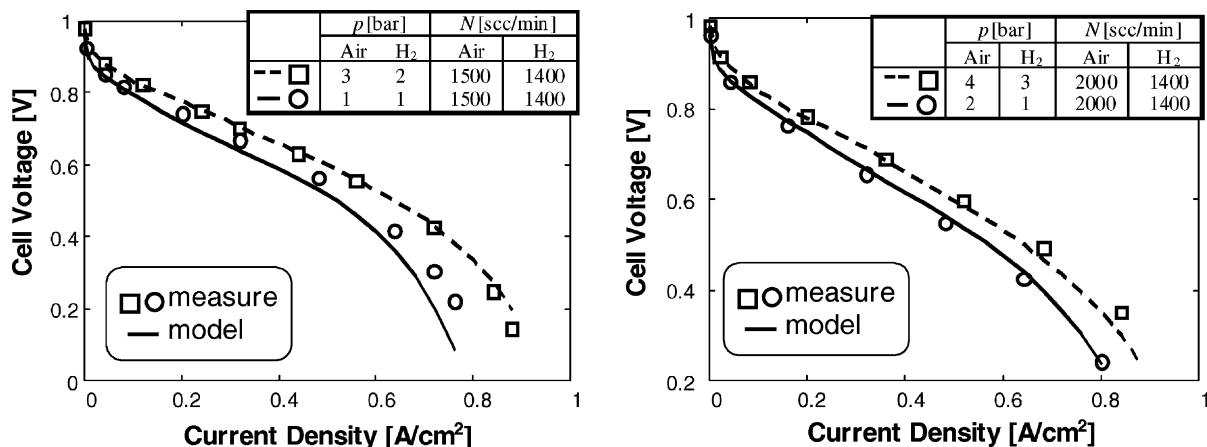 Cell Voltage [V]
1
0.8
0.6
0.4
0.2
0
p [bar] N [scc/min]
Air H2 Air H2
3 2 1500 1400
1 1 1500 1400
measure
model
0 0.2 0.4 0.6 0.8 1
Current Density [A/cm²]
Cell Voltage [V]
1
0.8
0.6
0.4
0.2
p [bar] N [scc/min]
Air H2 Air H2
4 3 2000 1400
2 1 2000 1400
measure
model
0 0.2 0.4 0.6 0.8 1
Current Density [A/cm²]